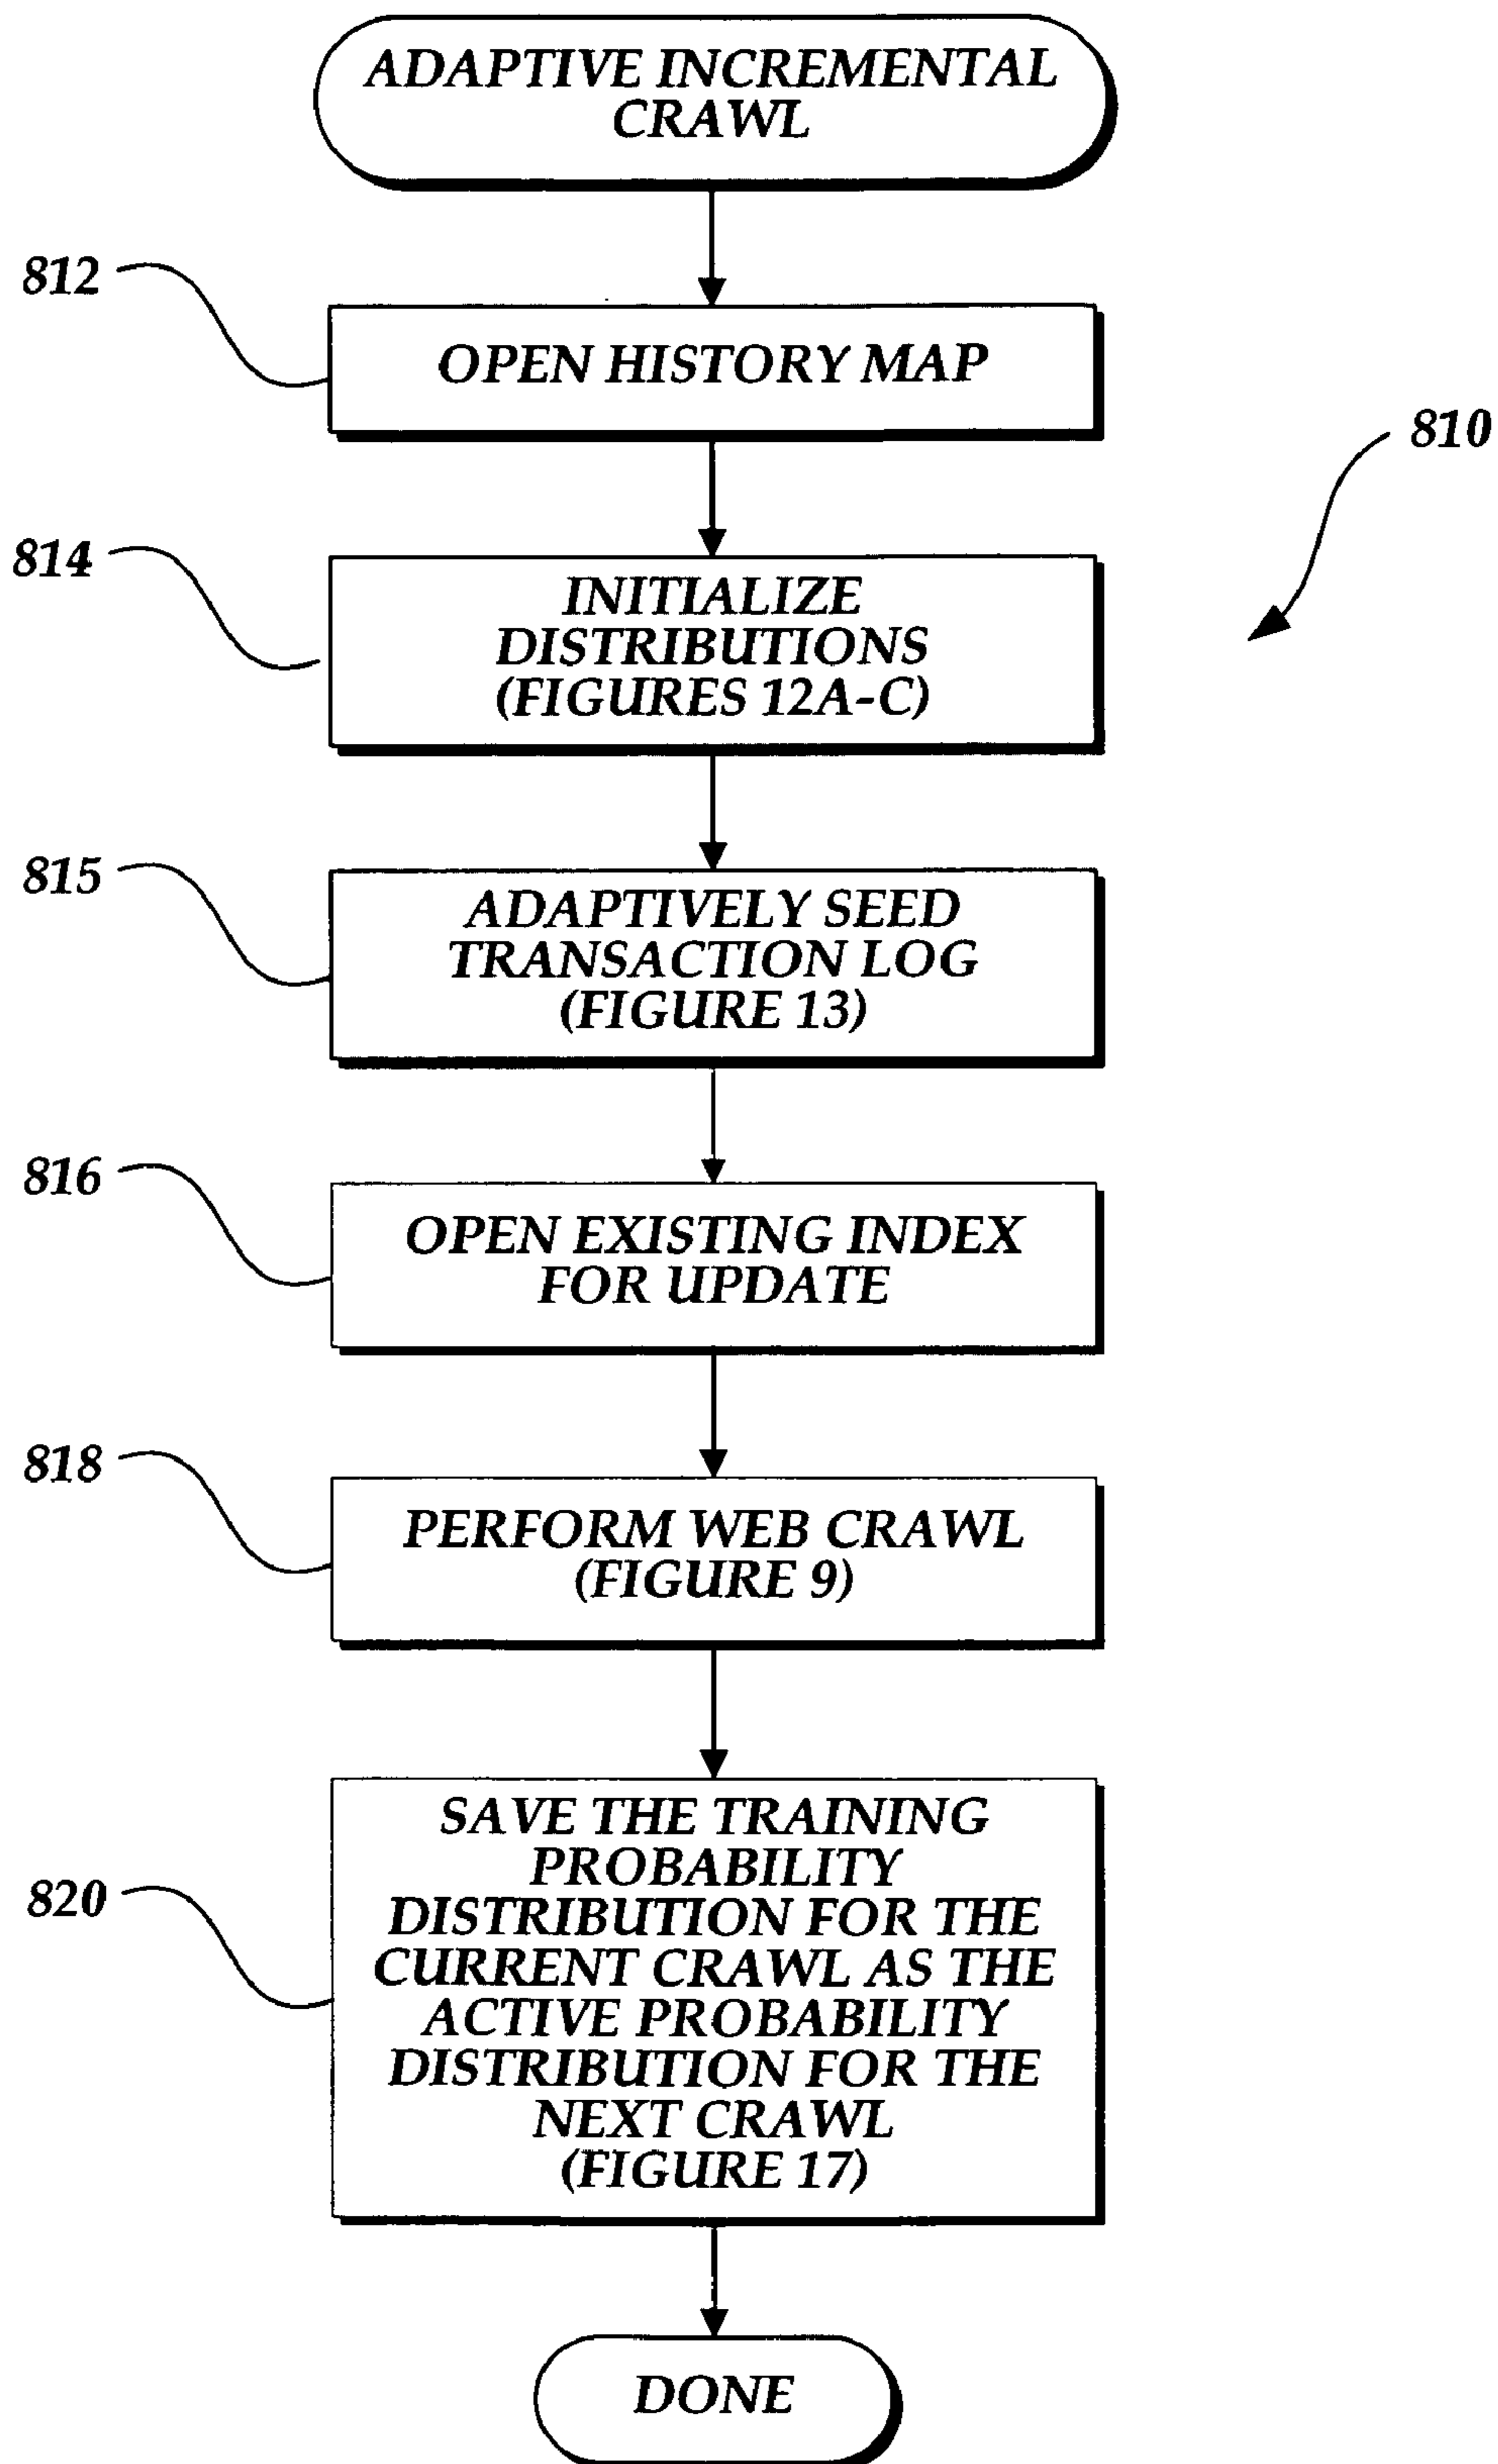 ADAPTIVE INCREMENTAL
CRAWL
812
OPEN HISTORY MAP
810
814
INITIALIZE
DISTRIBUTIONS
(FIGURES 12A-C)
815
ADAPTIVELY SEED
TRANSACTION LOG
(FIGURE 13)
816
OPEN EXISTING INDEX
FOR UPDATE
818
PERFORM WEB CRAWL
(FIGURE 9)
820
SAVE THE TRAINING
PROBABILITY
DISTRIBUTION FOR THE
CURRENT CRAWL AS THE
ACTIVE PROBABILITY
DISTRIBUTION FOR THE
NEXT CRAWL
(FIGURE 17)
DONE